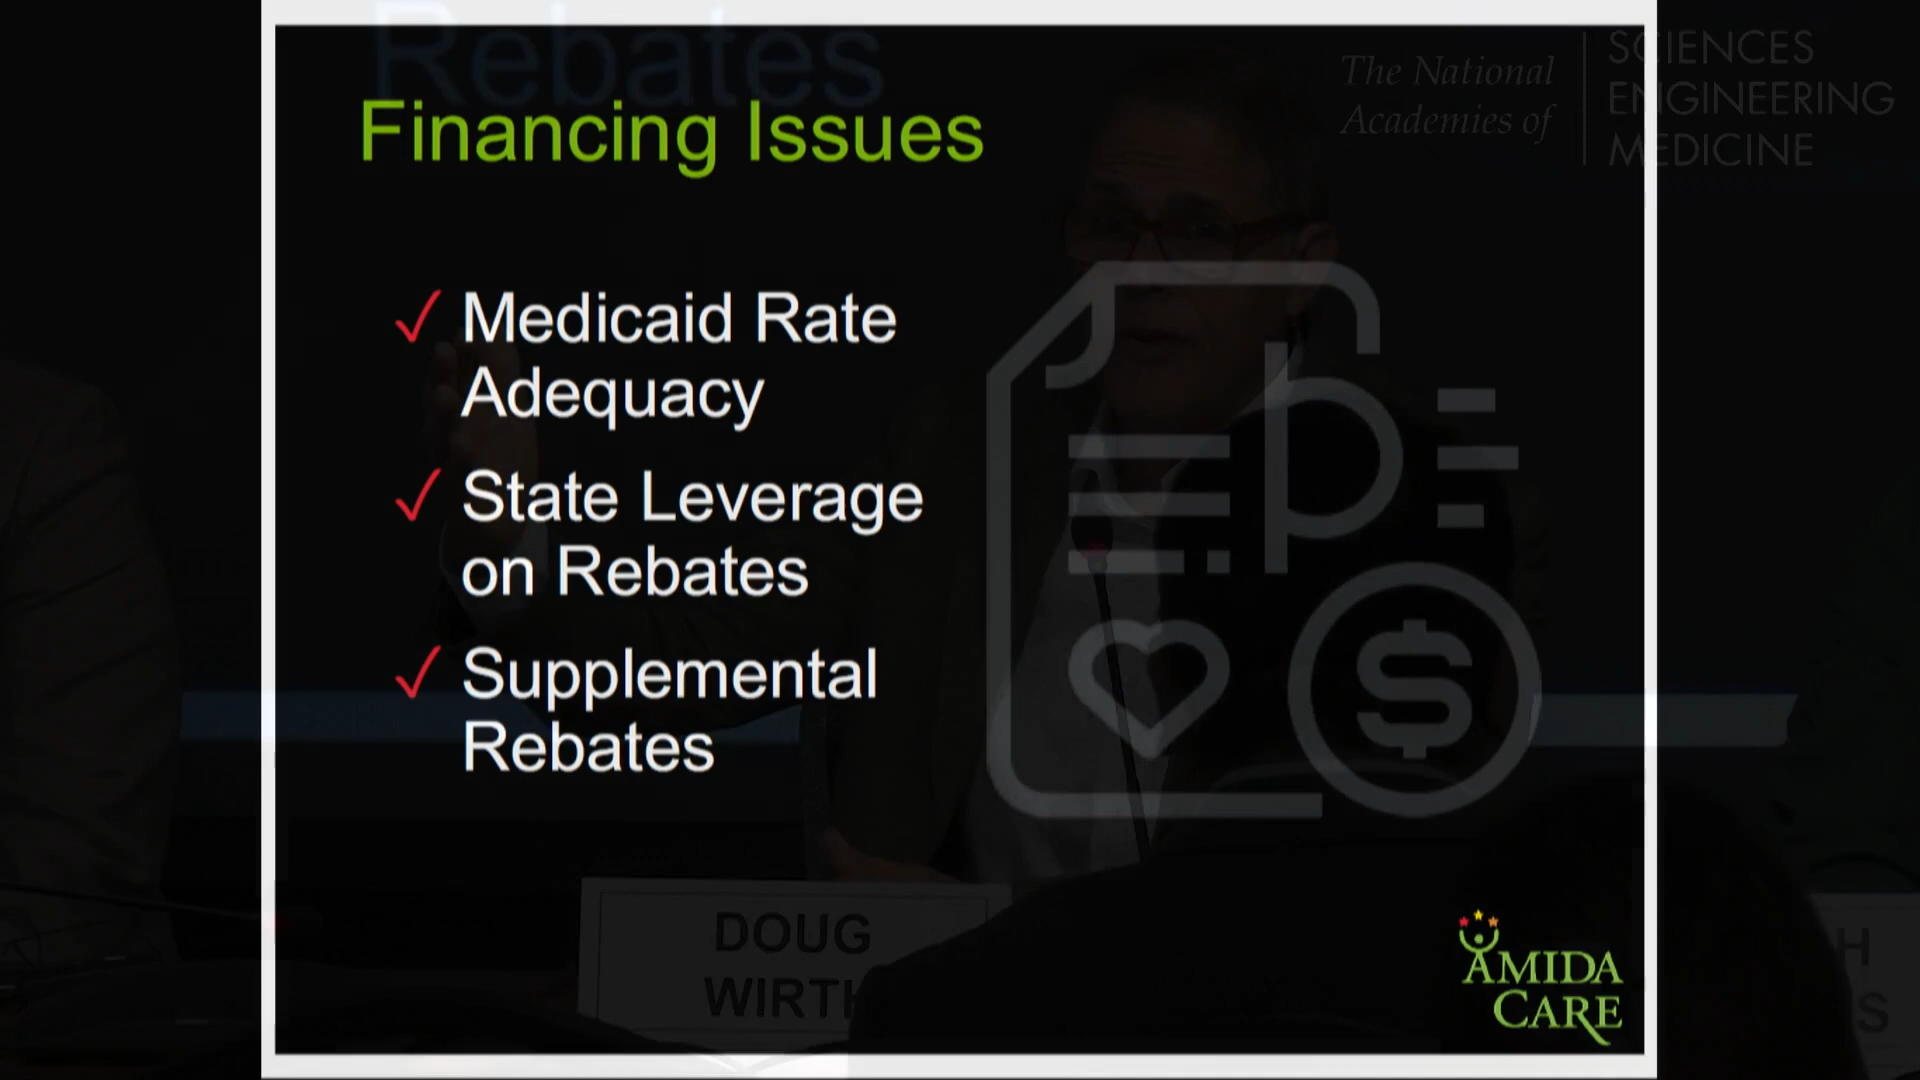 Rebates
The National
Academies of
SCIENCES
ENGINEERING
MEDICINE
Financing Issues
✓ Medicaid Rate
Adequacy
✓ State Leverage
on Rebates
✓ Supplemental
Rebates
DOUG
WIRTH
AMIDA
CARE
H
S